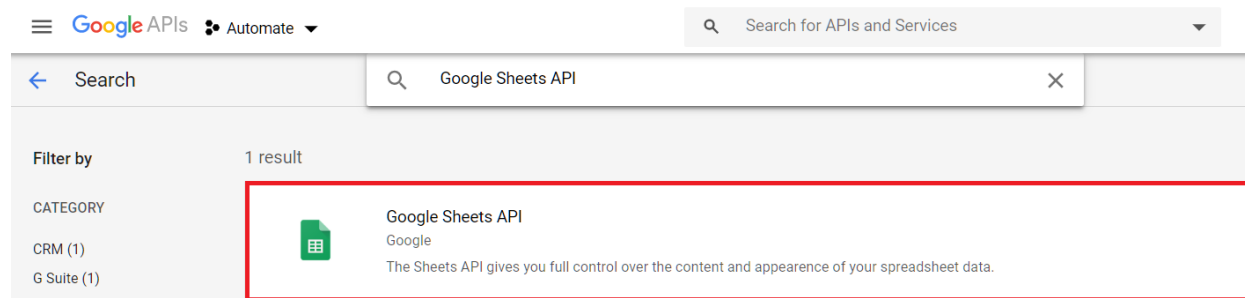 Google APIs Automate Search for APIs and Services
Search Google Sheets API
Filter by 1 result
CATEGORY
Google Sheets API
Google
CRM (1)
The Sheets API gives you full control over the content and appearence of your spreadsheet data.
G Suite (1)